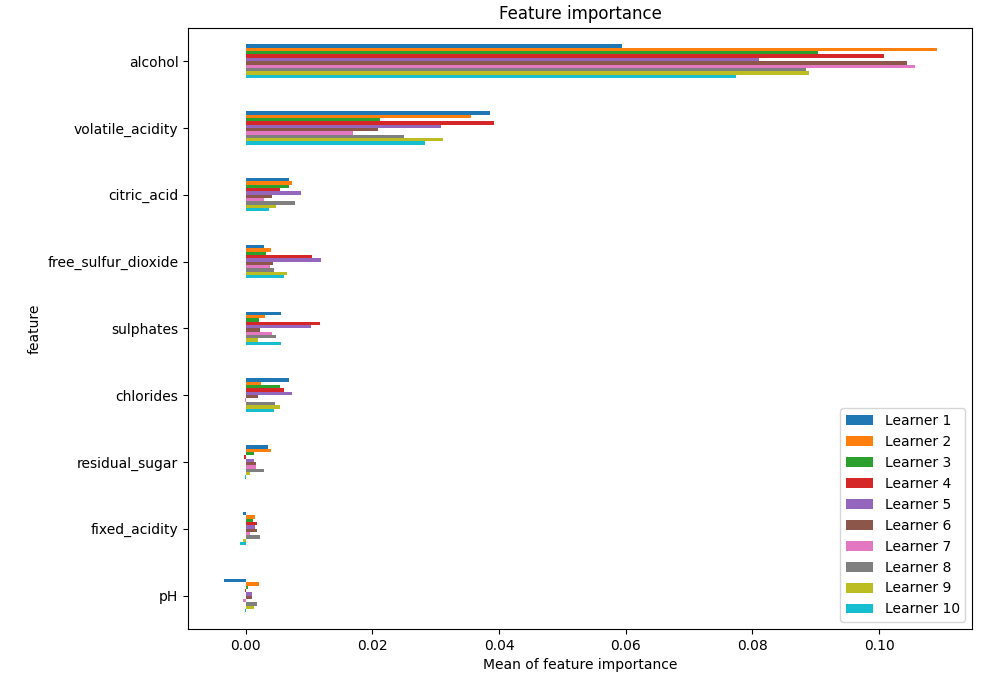 Feature importance
alcohol
volatile_acidity
citric_acid
free_sulfur_dioxide
sulphates
chlorides
residual_sugar
fixed_acidity
pH
feature
0.00 0.02 0.04 0.06 0.08 0.10
Mean of feature importance
Learner 1
Learner 2
Learner 3
Learner 4
Learner 5
Learner 6
Learner 7
Learner 8
Learner 9
Learner 10